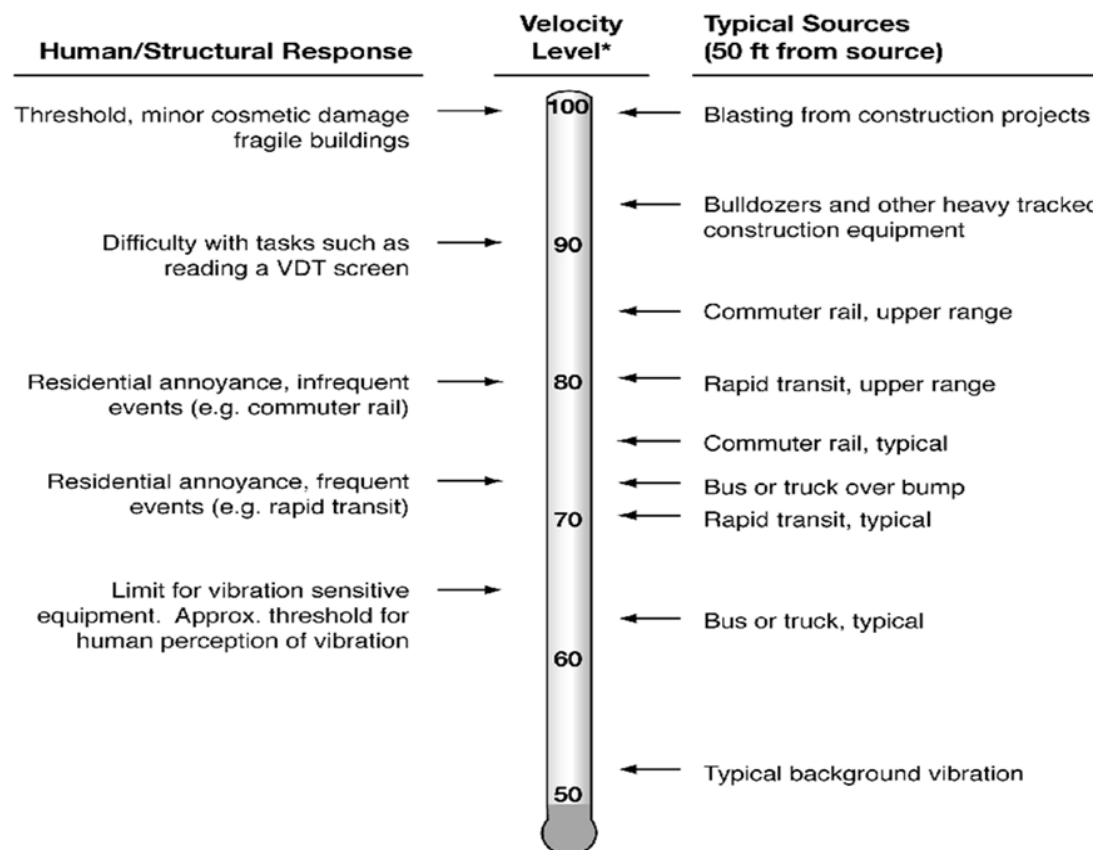 Human/Structural Response
Velocity
Level*
Typical Sources
(50 ft from source)
Threshold, minor cosmetic damage
fragile buildings
100
Blasting from construction projects
Bulldozers and other heavy tracked
construction equipment
Difficulty with tasks such as
reading a VDT screen
90
Commuter rail, upper range
Residential annoyance, infrequent
events (e.g. commuter rail)
80
Rapid transit, upper range
Commuter rail, typical
Residential annoyance, frequent
events (e.g. rapid transit)
Bus or truck over bump
70
Rapid transit, typical
Limit for vibration sensitive
equipment. Approx. threshold for
human perception of vibration
Bus or truck, typical
60
Typical background vibration
50